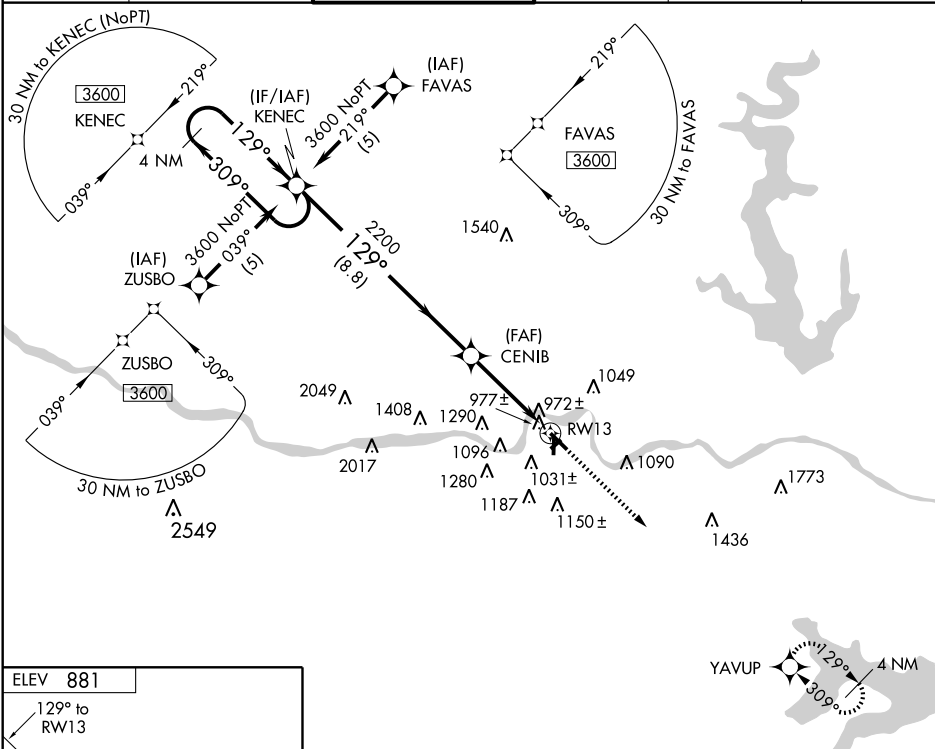 30 NM to KENEC (NoPT)
219°
3600
KENEC
039°
4 NM
129°
309°
(IF/IAF)
KENEC
(IAF)
FAVAS
3600 NoPT
219°
(5)
219°
FAVAS
3600
309°
30 NM to FAVAS
3600 NoPT
039°
(5)
(IAF)
ZUSBO
2200
129°
(8.8)
1540
(FAF)
CENIB
ZUSBO
3600
039°
309°
30 NM to ZUSBO
2549
2049
1408
1290
977±
972±
1049
RW13
2017
1096
1280
1031±
1187
1150±
1090
1773
1436
YAVUP
129°
309°
4 NM
ELEV 881
129° to
RW13